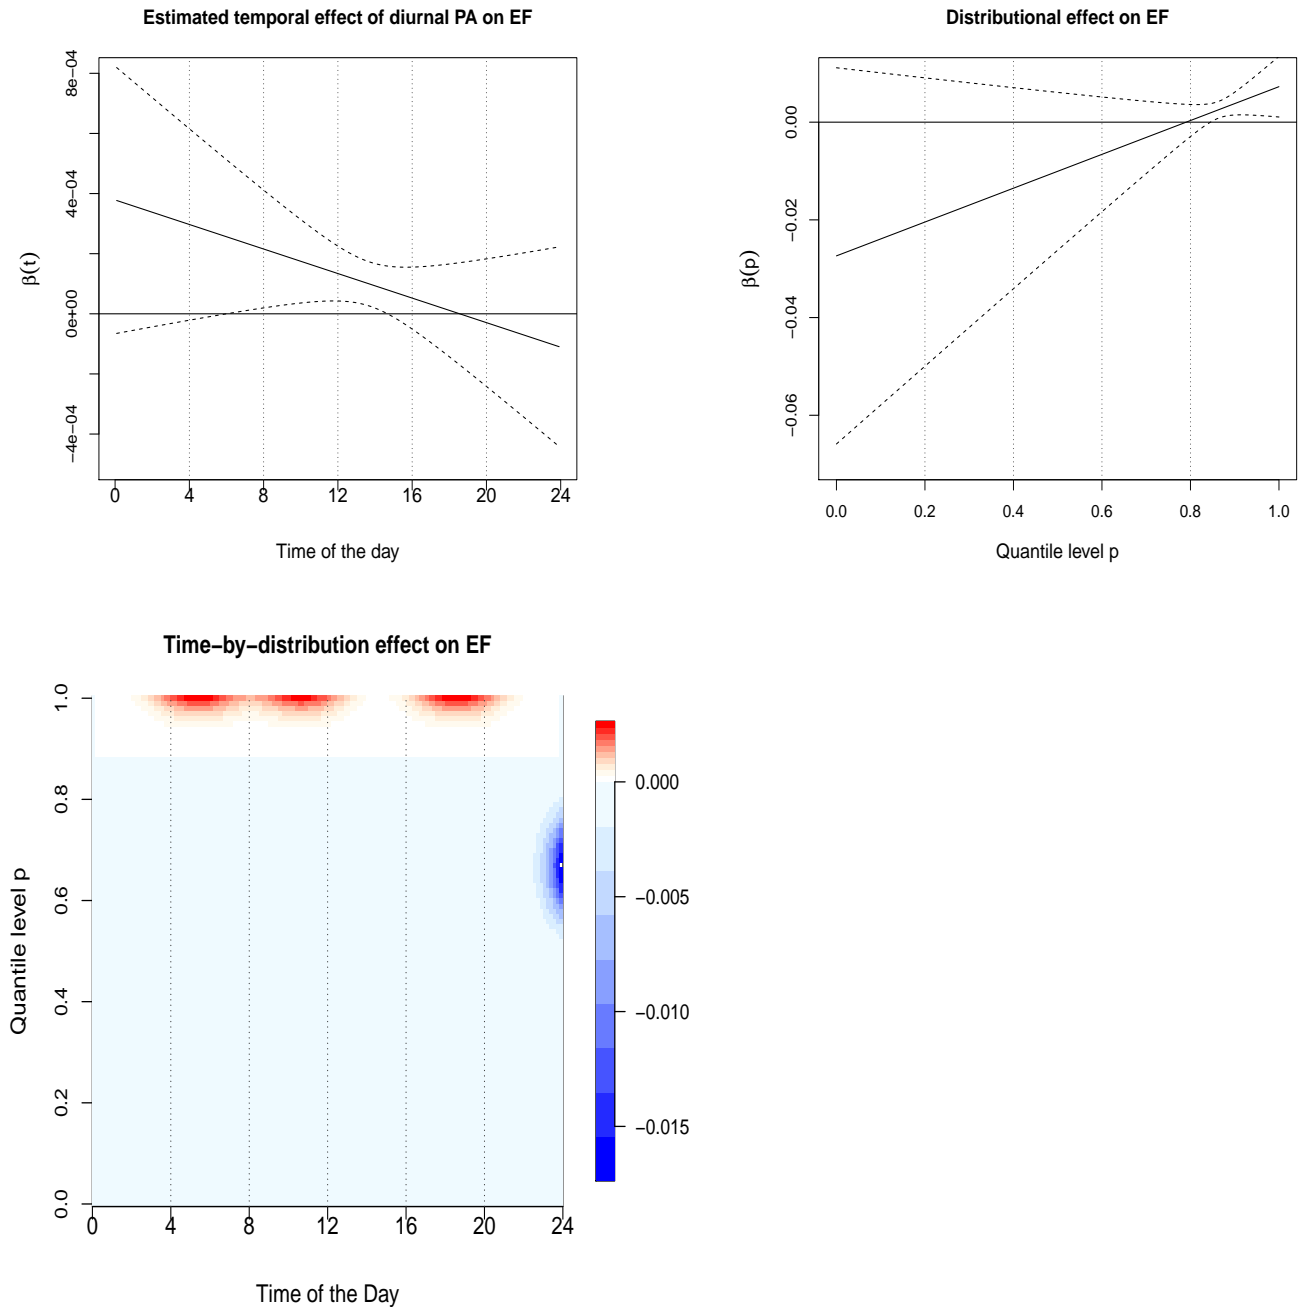 Estimated temporal effect of diurnal PA on EF
8e−04
4e−04
0e+00
−4e−04
β(t)
0 4 8 12 16 20 24
Time of the day
Distributional effect on EF
0.00
−0.02
−0.04
−0.06
β(p)
0.0 0.2 0.4 0.6 0.8 1.0
Quantile level p
Time−by−distribution effect on EF
1.0
0.8
0.6
0.4
0.2
0.0
Quantile level p
0 4 8 12 16 20 24
Time of the Day
0.000
−0.005
−0.010
−0.015